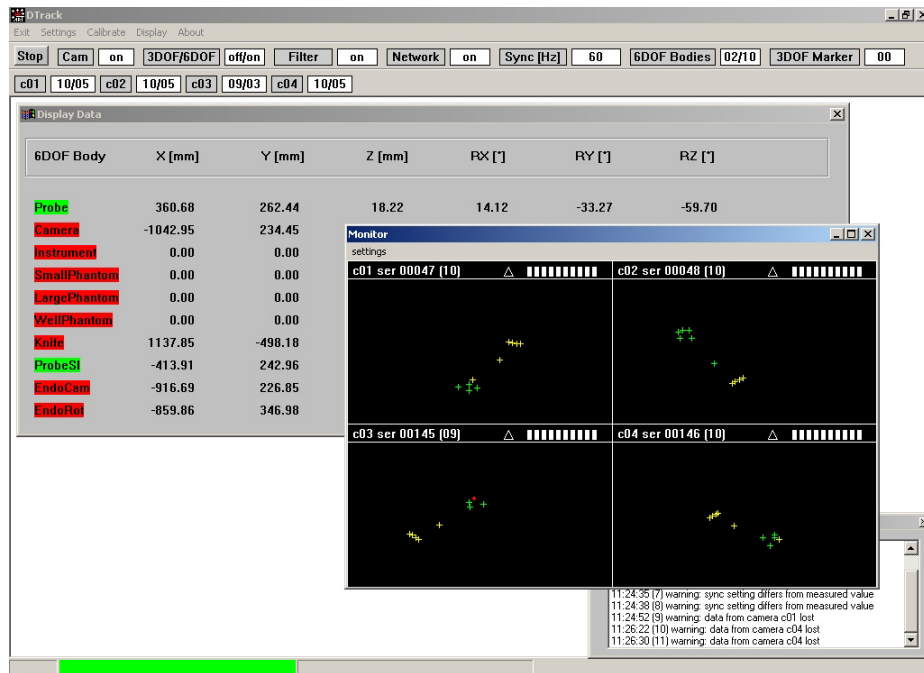 DTrack
Exit Settings Calibrate Display About
Stop Cam on 3DOF/6DOF off/on Filter on Network on Sync [Hz] 60 6DOF Bodies 02/10 3DOF Marker 00
c01 10/05 c02 10/05 c03 09/03 c04 10/05
Display Data
6DOF Body X [mm] Y [mm] Z [mm] RX [°] RY [°] RZ [°]
Probe 360.68 262.44 18.22 14.12 -33.27 -59.70
Camera -1042.95 234.45
Instrument 0.00 0.00
SmallPhantom 0.00 0.00
LargePhantom 0.00 0.00
WellPhantom 0.00 0.00
Knife 1137.85 -498.18
ProbeSI -413.91 242.96
EndoCam -916.69 226.85
EndoRot -859.86 346.98
Monitor
settings
c01 ser 00047 (10) c02 ser 00048 (10)
c03 ser 00145 (09) c04 ser 00146 (10)
11:24:35 (7) warning: sync setting differs from measured value
11:24:38 (8) warning: sync setting differs from measured value
11:24:52 (9) warning: data from camera c01 lost
11:26:22 (10) warning: data from camera c04 lost
11:26:30 (11) warning: data from camera c04 lost